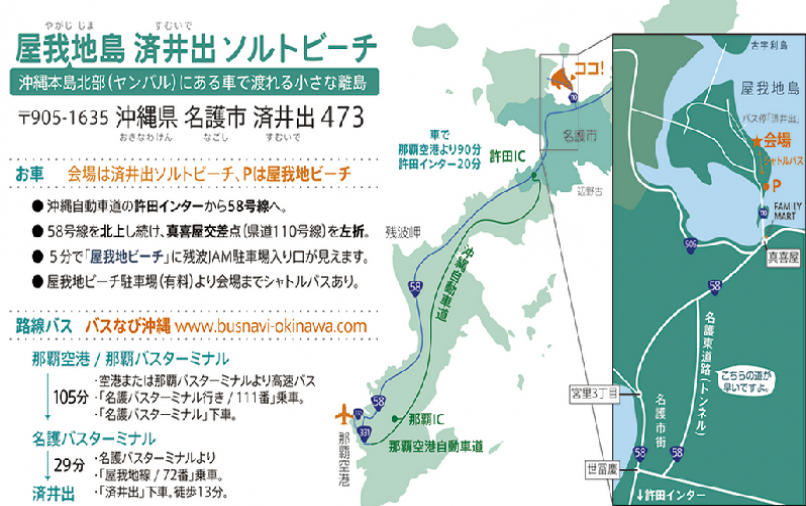 やがじ しま すむいで
屋我地島 済井出 ソルトビーチ
沖縄本島北部(ヤンバル)にある車で渡れる小さな離島
〒905-1635 沖縄県 名護市 済井出 473
おきなわけん なごし すむいで
お車 会場は済井出ソルトビーチ、Pは屋我地ビーチ
● 沖縄自動車道の許田インターから58号線へ。
● 58号線を北上し続け、真喜屋交差点(県道110号線)を左折。
● 5分で「屋我地ビーチ」に残波JAM駐車場入り口が見えます。
● 屋我地ビーチ駐車場(有料)より会場までシャトルバスあり。
路線バス バスなび沖縄 www.busnavi-okinawa.com
那覇空港 / 那覇バスターミナル
105分
・空港または那覇バスターミナルより高速バス
・「名護バスターミナル行き / 111番」乗車。
・「名護バスターミナル」下車。
名護バスターミナル
29分
・名護バスターミナルより
・「屋我地線 / 72番」乗車。
済井出
・「済井出」下車。徒歩13分。
ココ!
70
名護市
車で
那覇空港より90分
許田インター20分
許田IC
辺野古
残波岬
58
沖縄自動車道
58
331
那覇IC
那覇空港自動車道
那覇空港
古宇利島
屋我地島
バス停「済井出」
★会場
シャトルバス
P
FAMILY
MART
真喜屋
505
58
名護東道路(トンネル)
こちらの道が
早いですよ。
宮里3丁目
名護市街
58
58
世冨慶
↓許田インター